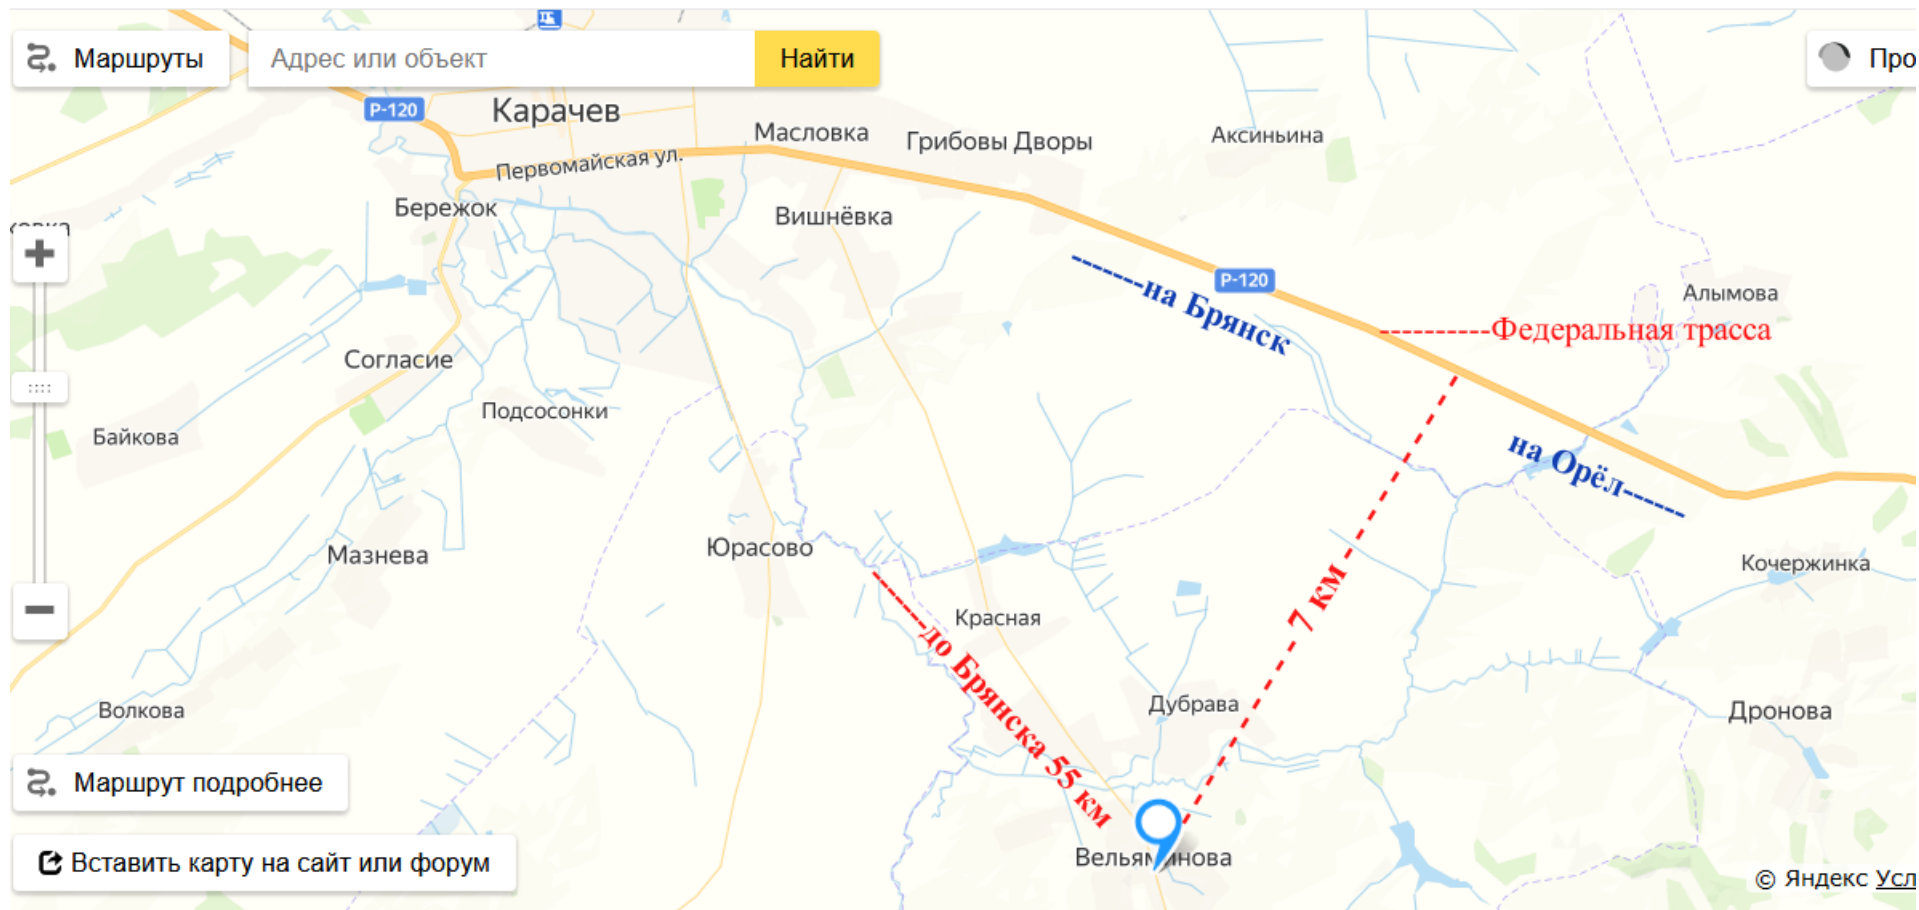 Маршруты
Адрес или объект
Найти
Р-120
Карачев
Масловка
Грибовы Дворы
Аксиньина
Первомайская ул.
Бережок
Вишнёвка
Р-120
Алымова
на Брянск
Федеральная трасса
Согласие
Подсосонки
Байкова
на Орёл
Мазнева
Юрасово
Кочержинка
7 км
Красная
до Брянска 55 км
Дубрава
Волкова
Дронова
Маршрут подробнее
Вельяминова
Вставить карту на сайт или форум
© Яндекс Усл